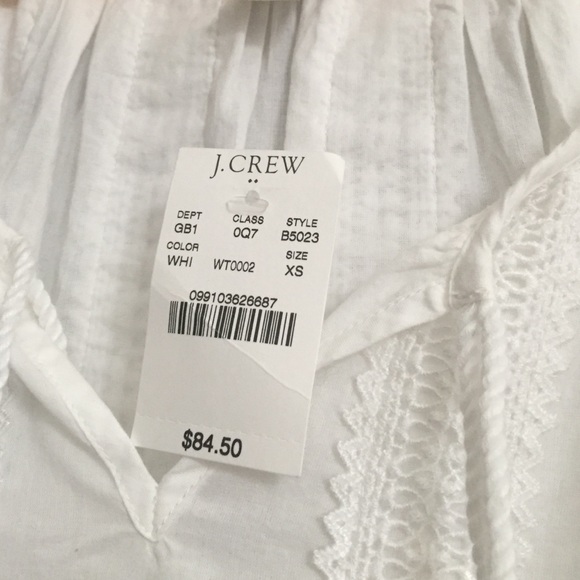 J.CREW
DEPT CLASS STYLE
GB1 0Q7 B5023
COLOR SIZE
WHI WT0002 XS
099103626687
$84.50